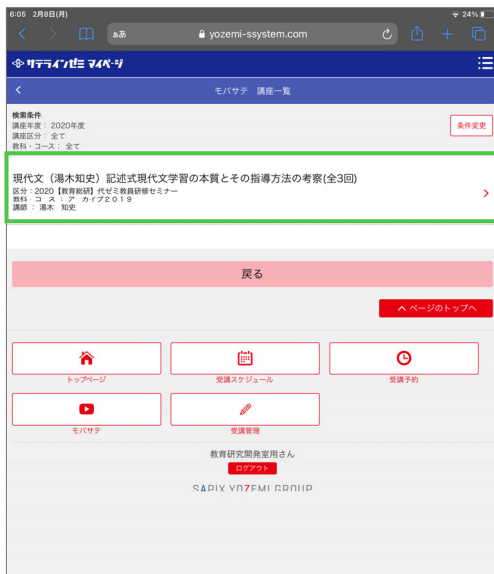 6:05 2月8日(月) 24%
ぁあ yozemi-ssystem.com
サテラインゼミ マイページ
モバサテ 講座一覧
検索条件
講座年度： 2020年度
講座区分： 全て
教科・コース： 全て
条件変更
現代文（湯木知史）記述式現代文学習の本質とその指導方法の考察(全3回)
区分：2020【教育総研】代ゼミ教員研修セミナー
教科・コース：アーカイブ2019
講師 ： 湯木 知史
戻る
ページのトップへ
トップページ 受講スケジュール 受講予約
モバサテ 受講管理
教育研究開発室用さん
ログアウト
SAPIX YOZEMI GROUP